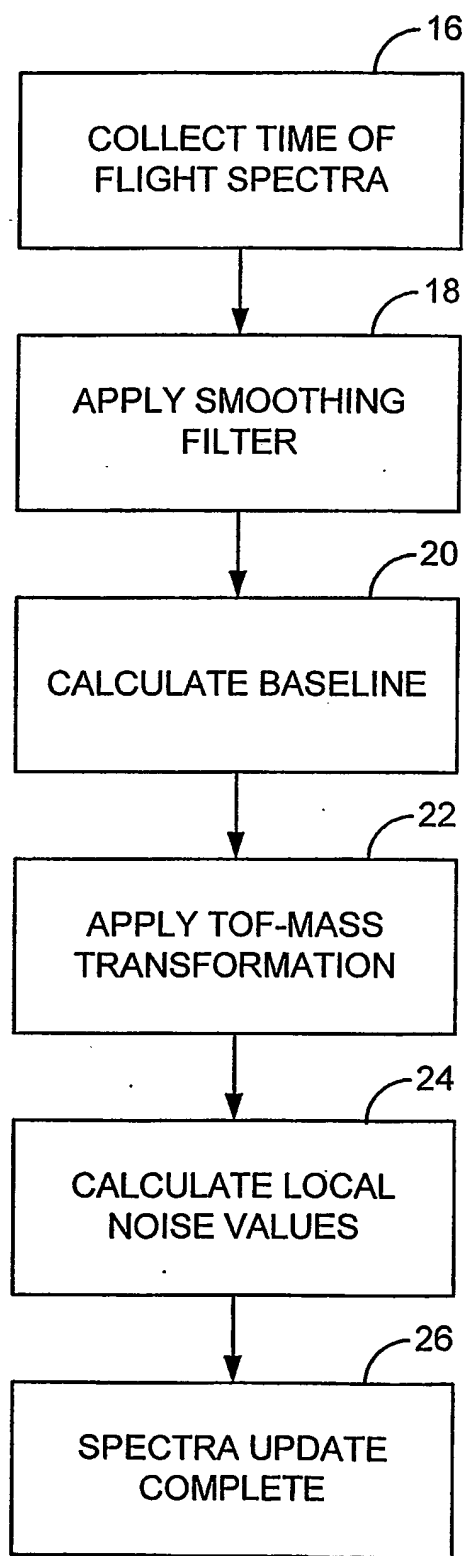 16
COLLECT TIME OF
FLIGHT SPECTRA
18
APPLY SMOOTHING
FILTER
20
CALCULATE BASELINE
22
APPLY TOF-MASS
TRANSFORMATION
24
CALCULATE LOCAL
NOISE VALUES
26
SPECTRA UPDATE
COMPLETE